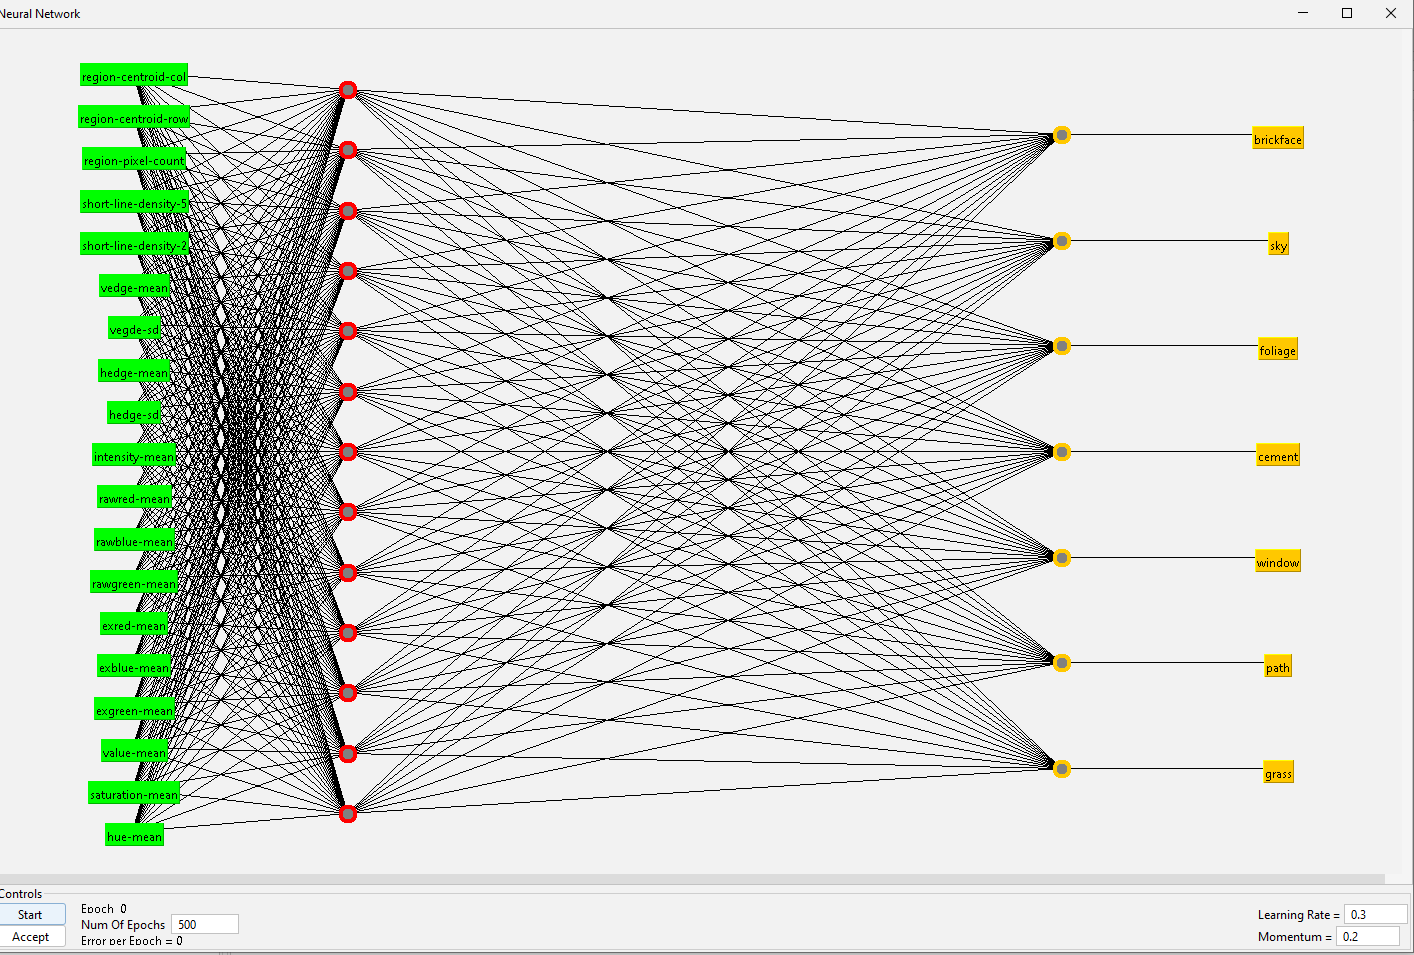 Neural Network
region-centroid-col
region-centroid-row
region-pixel-count
short-line-density-5
short-line-density-2
vedge-mean
vegde-sd
hedge-mean
hedge-sd
intensity-mean
rawred-mean
rawblue-mean
rawgreen-mean
exred-mean
exblue-mean
exgreen-mean
value-mean
saturation-mean
hue-mean
brickface
sky
foliage
cement
window
path
grass
Controls
Start
Accept
Epoch 0
Num Of Epochs 500
Error per Epoch = 0
Learning Rate = 0.3
Momentum = 0.2